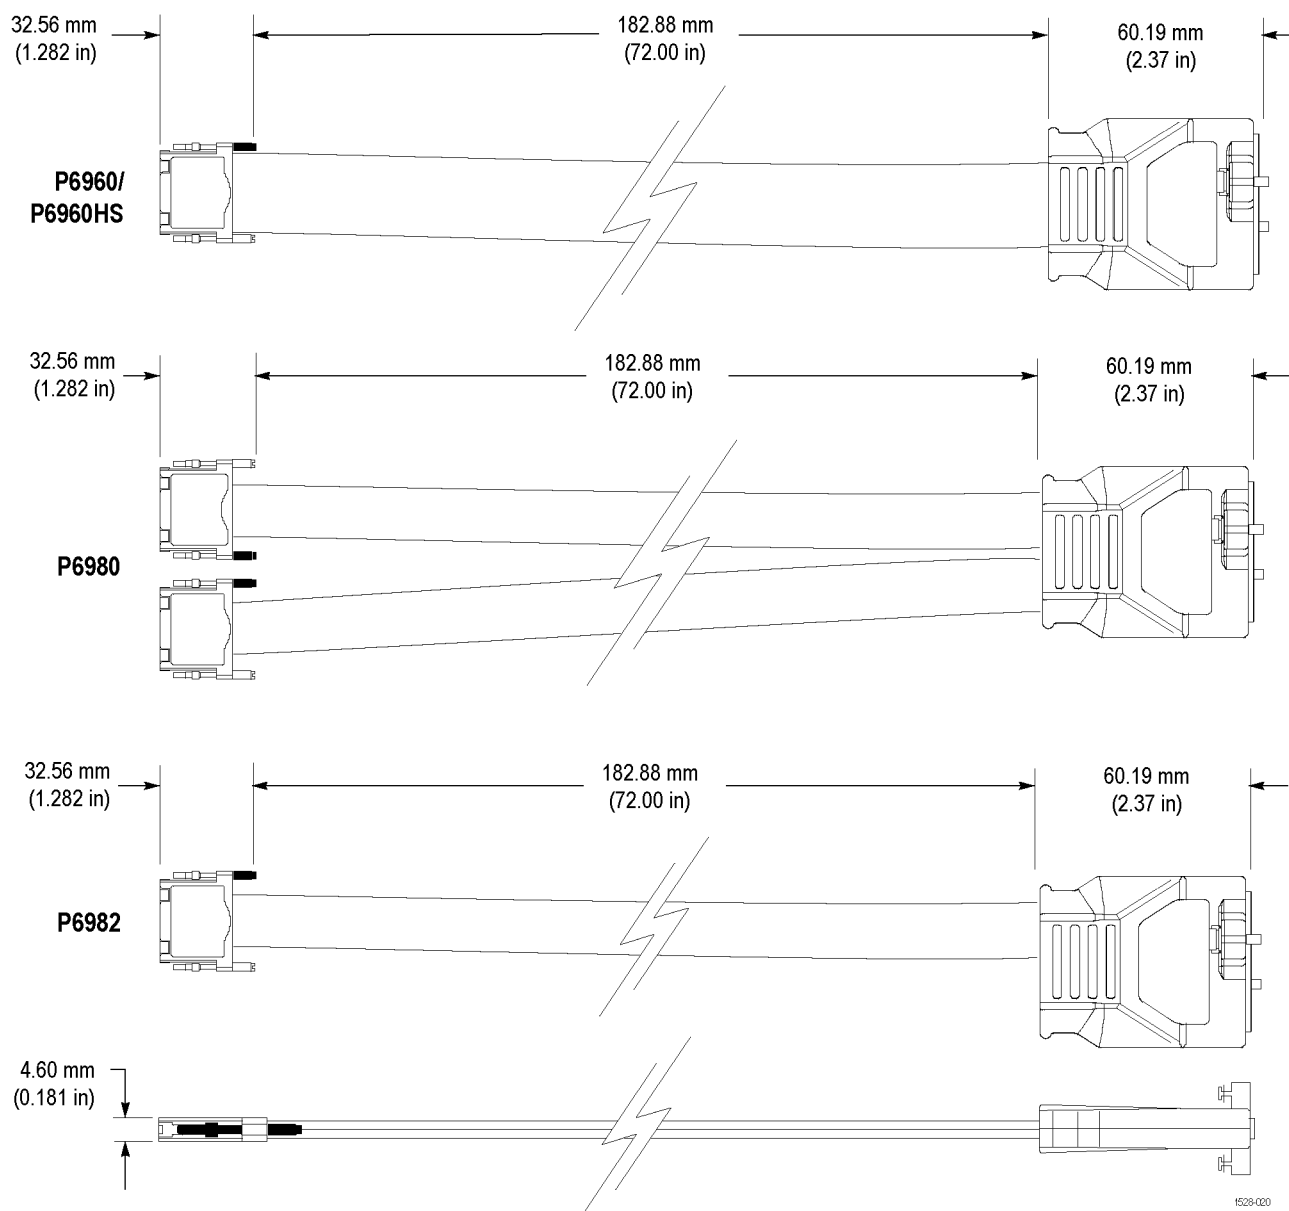 32.56 mm
(1.282 in)
182.88 mm
(72.00 in)
60.19 mm
(2.37 in)
P6960/
P6960HS
32.56 mm
(1.282 in)
182.88 mm
(72.00 in)
60.19 mm
(2.37 in)
P6980
32.56 mm
(1.282 in)
182.88 mm
(72.00 in)
60.19 mm
(2.37 in)
P6982
4.60 mm
(0.181 in)
1528-020